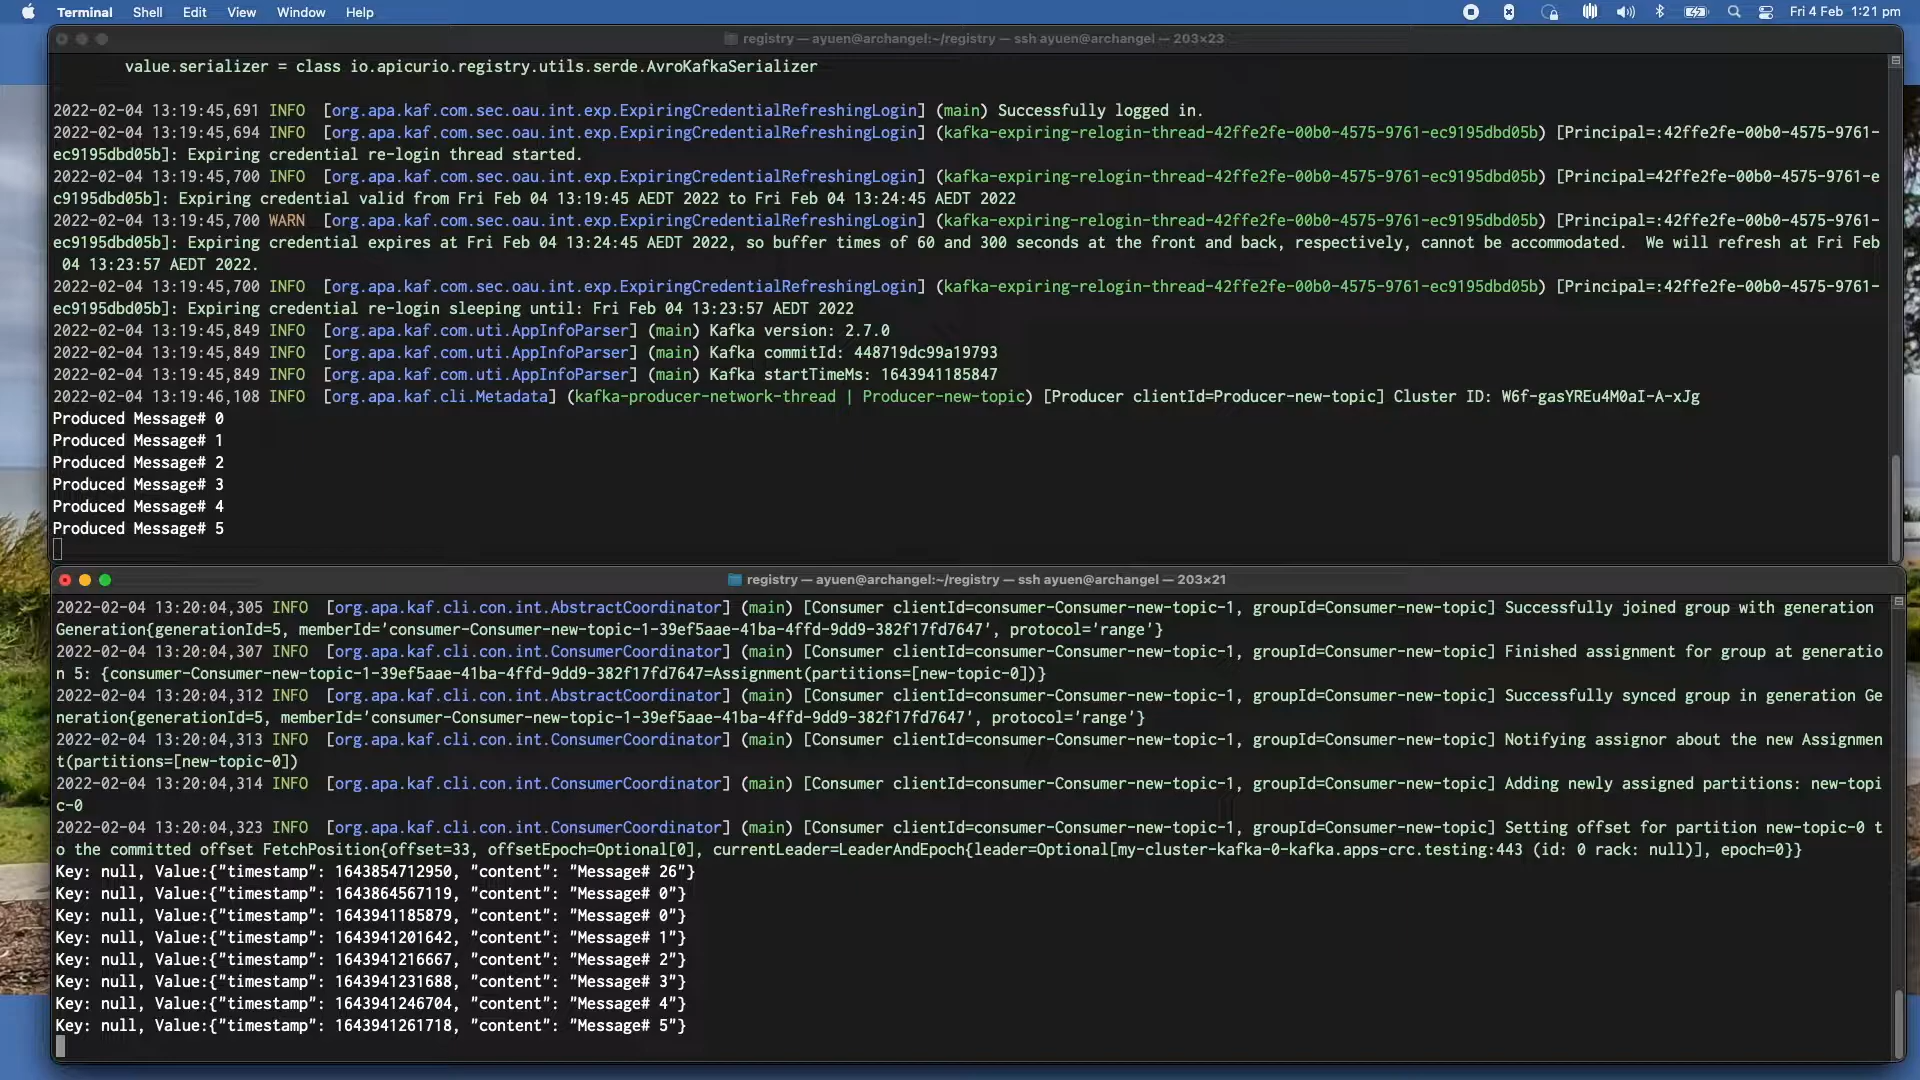 Terminal Shell Edit View Window Help Fri 4 Feb 1:21 pm
registry — ayuen@archangel:~/registry — ssh ayuen@archangel — 203×23
value.serializer = class io.apicurio.registry.utils.serde.AvroKafkaSerializer
2022-02-04 13:19:45,691 INFO [org.apa.kaf.com.sec.oau.int.exp.ExpiringCredentialRefreshingLogin] (main) Successfully logged in.
2022-02-04 13:19:45,694 INFO [org.apa.kaf.com.sec.oau.int.exp.ExpiringCredentialRefreshingLogin] (kafka-expiring-relogin-thread-42ffe2fe-00b0-4575-9761-ec9195dbd05b) [Principal=:42ffe2fe-00b0-4575-9761-
ec9195dbd05b]: Expiring credential re-login thread started.
2022-02-04 13:19:45,700 INFO [org.apa.kaf.com.sec.oau.int.exp.ExpiringCredentialRefreshingLogin] (kafka-expiring-relogin-thread-42ffe2fe-00b0-4575-9761-ec9195dbd05b) [Principal=42ffe2fe-00b0-4575-9761-e
c9195dbd05b]: Expiring credential valid from Fri Feb 04 13:19:45 AEDT 2022 to Fri Feb 04 13:24:45 AEDT 2022
2022-02-04 13:19:45,700 WARN [org.apa.kaf.com.sec.oau.int.exp.ExpiringCredentialRefreshingLogin] (kafka-expiring-relogin-thread-42ffe2fe-00b0-4575-9761-ec9195dbd05b) [Principal=:42ffe2fe-00b0-4575-9761-
ec9195dbd05b]: Expiring credential expires at Fri Feb 04 13:24:45 AEDT 2022, so buffer times of 60 and 300 seconds at the front and back, respectively, cannot be accommodated. We will refresh at Fri Feb
04 13:23:57 AEDT 2022.
2022-02-04 13:19:45,700 INFO [org.apa.kaf.com.sec.oau.int.exp.ExpiringCredentialRefreshingLogin] (kafka-expiring-relogin-thread-42ffe2fe-00b0-4575-9761-ec9195dbd05b) [Principal=:42ffe2fe-00b0-4575-9761-
ec9195dbd05b]: Expiring credential re-login sleeping until: Fri Feb 04 13:23:57 AEDT 2022
2022-02-04 13:19:45,849 INFO [org.apa.kaf.com.uti.AppInfoParser] (main) Kafka version: 2.7.0
2022-02-04 13:19:45,849 INFO [org.apa.kaf.com.uti.AppInfoParser] (main) Kafka commitId: 448719dc99a19793
2022-02-04 13:19:45,849 INFO [org.apa.kaf.com.uti.AppInfoParser] (main) Kafka startTimeMs: 1643941185847
2022-02-04 13:19:46,108 INFO [org.apa.kaf.cli.Metadata] (kafka-producer-network-thread | Producer-new-topic) [Producer clientId=Producer-new-topic] Cluster ID: W6f-gasYREu4M0aI-A-xJg
Produced Message# 0
Produced Message# 1
Produced Message# 2
Produced Message# 3
Produced Message# 4
Produced Message# 5
registry — ayuen@archangel:~/registry — ssh ayuen@archangel — 203×21
2022-02-04 13:20:04,305 INFO [org.apa.kaf.cli.con.int.AbstractCoordinator] (main) [Consumer clientId=consumer-Consumer-new-topic-1, groupId=Consumer-new-topic] Successfully joined group with generation
Generation{generationId=5, memberId='consumer-Consumer-new-topic-1-39ef5aae-41ba-4ffd-9dd9-382f17fd7647', protocol='range'}
2022-02-04 13:20:04,307 INFO [org.apa.kaf.cli.con.int.ConsumerCoordinator] (main) [Consumer clientId=consumer-Consumer-new-topic-1, groupId=Consumer-new-topic] Finished assignment for group at generatio
n 5: {consumer-Consumer-new-topic-1-39ef5aae-41ba-4ffd-9dd9-382f17fd7647=Assignment(partitions=[new-topic-0])}
2022-02-04 13:20:04,312 INFO [org.apa.kaf.cli.con.int.AbstractCoordinator] (main) [Consumer clientId=consumer-Consumer-new-topic-1, groupId=Consumer-new-topic] Successfully synced group in generation Ge
neration{generationId=5, memberId='consumer-Consumer-new-topic-1-39ef5aae-41ba-4ffd-9dd9-382f17fd7647', protocol='range'}
2022-02-04 13:20:04,313 INFO [org.apa.kaf.cli.con.int.ConsumerCoordinator] (main) [Consumer clientId=consumer-Consumer-new-topic-1, groupId=Consumer-new-topic] Notifying assignor about the new Assignmen
t(partitions=[new-topic-0])
2022-02-04 13:20:04,314 INFO [org.apa.kaf.cli.con.int.ConsumerCoordinator] (main) [Consumer clientId=consumer-Consumer-new-topic-1, groupId=Consumer-new-topic] Adding newly assigned partitions: new-topi
c-0
2022-02-04 13:20:04,323 INFO [org.apa.kaf.cli.con.int.ConsumerCoordinator] (main) [Consumer clientId=consumer-Consumer-new-topic-1, groupId=Consumer-new-topic] Setting offset for partition new-topic-0 t
o the committed offset FetchPosition{offset=33, offsetEpoch=Optional[0], currentLeader=LeaderAndEpoch{leader=Optional[my-cluster-kafka-0-kafka.apps-crc.testing:443 (id: 0 rack: null)], epoch=0}}
Key: null, Value:{"timestamp": 1643854712950, "content": "Message# 26"}
Key: null, Value:{"timestamp": 1643864567119, "content": "Message# 0"}
Key: null, Value:{"timestamp": 1643941185879, "content": "Message# 0"}
Key: null, Value:{"timestamp": 1643941201642, "content": "Message# 1"}
Key: null, Value:{"timestamp": 1643941216667, "content": "Message# 2"}
Key: null, Value:{"timestamp": 1643941231688, "content": "Message# 3"}
Key: null, Value:{"timestamp": 1643941246704, "content": "Message# 4"}
Key: null, Value:{"timestamp": 1643941261718, "content": "Message# 5"}